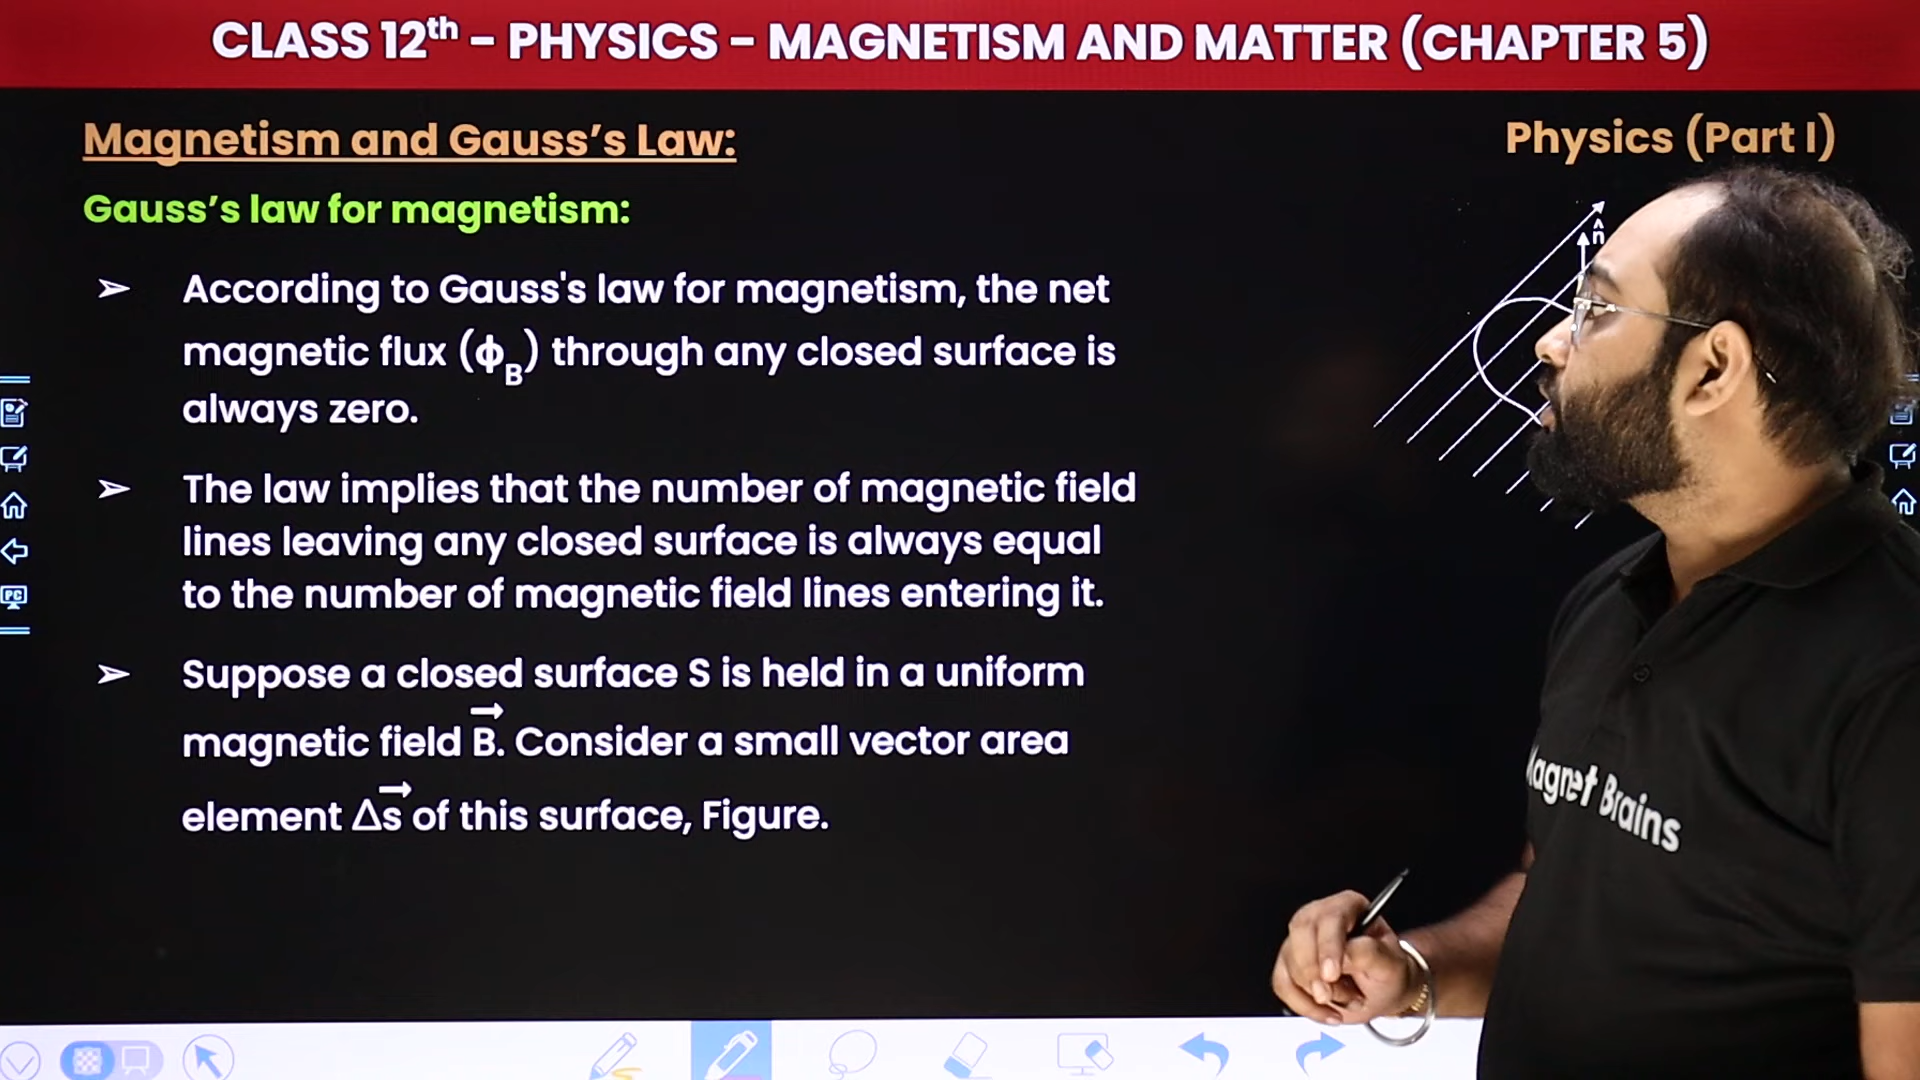 CLASS 12th – PHYSICS – MAGNETISM AND MATTER (CHAPTER 5)
Magnetism and Gauss’s Law:
Physics (Part I)
Gauss’s law for magnetism:
n̂
➢ According to Gauss's law for magnetism, the net
magnetic flux (ϕB) through any closed surface is
always zero.
➢ The law implies that the number of magnetic field
lines leaving any closed surface is always equal
to the number of magnetic field lines entering it.
➢ Suppose a closed surface S is held in a uniform
magnetic field B⃗. Consider a small vector area
element Δs⃗ of this surface, Figure.
Magnet Brains
PC